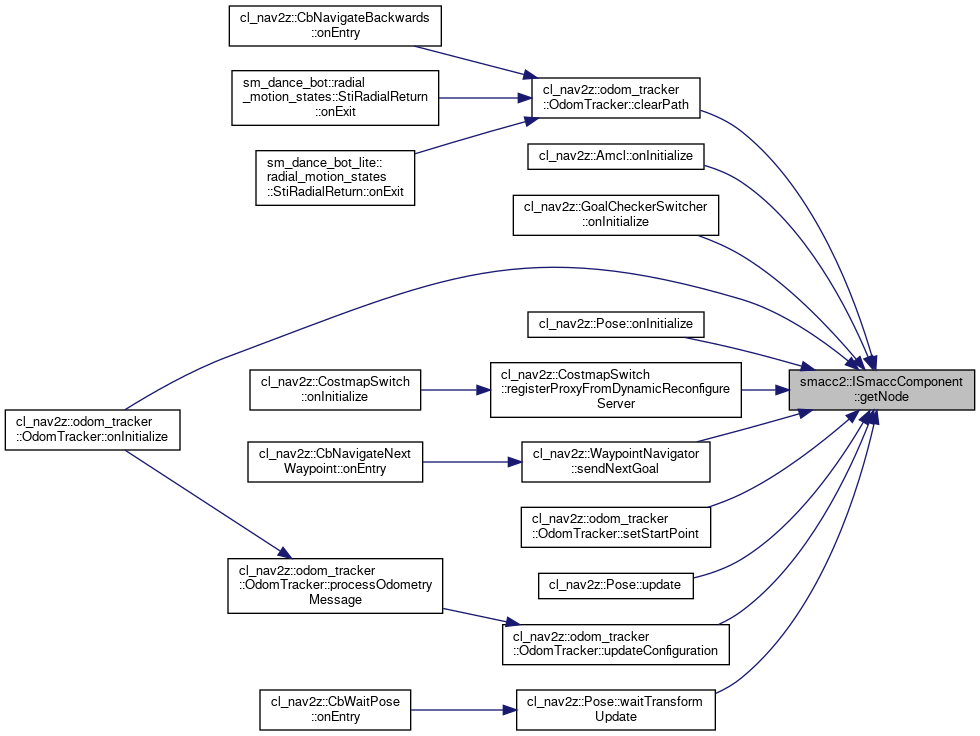 cl_nav2z::CbNavigateBackwards
::onEntry
sm_dance_bot::radial
_motion_states::StiRadialReturn
::onExit
sm_dance_bot_lite::
radial_motion_states
::StiRadialReturn::onExit
cl_nav2z::odom_tracker
::OdomTracker::clearPath
cl_nav2z::Amcl::onInitialize
cl_nav2z::GoalCheckerSwitcher
::onInitialize
cl_nav2z::Pose::onInitialize
cl_nav2z::CostmapSwitch
::onInitialize
cl_nav2z::CostmapSwitch
::registerProxyFromDynamicReconfigure
Server
smacc2::ISmaccComponent
::getNode
cl_nav2z::odom_tracker
::OdomTracker::onInitialize
cl_nav2z::CbNavigateNext
Waypoint::onEntry
cl_nav2z::WaypointNavigator
::sendNextGoal
cl_nav2z::odom_tracker
::OdomTracker::setStartPoint
cl_nav2z::odom_tracker
::OdomTracker::processOdometry
Message
cl_nav2z::Pose::update
cl_nav2z::odom_tracker
::OdomTracker::updateConfiguration
cl_nav2z::CbWaitPose
::onEntry
cl_nav2z::Pose::waitTransform
Update